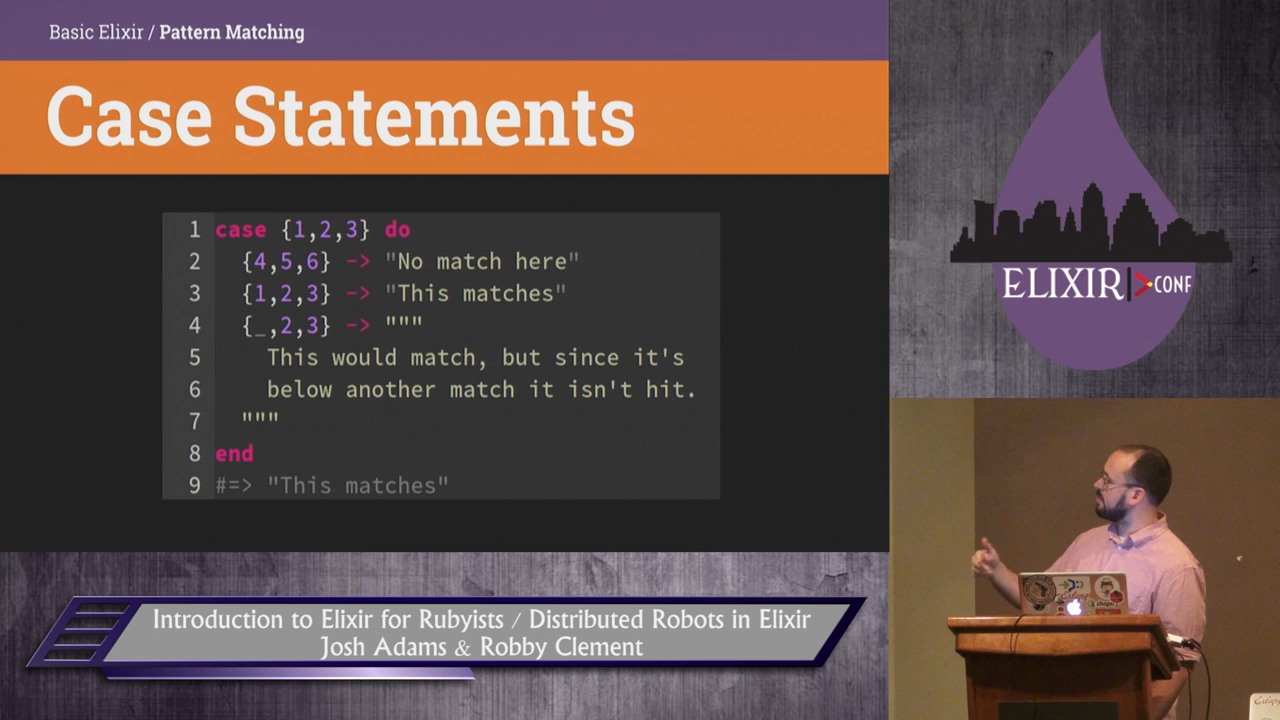 Basic Elixir / Pattern Matching
Case Statements
1 case {1,2,3} do
2 {4,5,6} -> "No match here"
3 {1,2,3} -> "This matches"
4 {_,2,3} -> """
5 This would match, but since it's
6 below another match it isn't hit.
7 """
8 end
9 #=> "This matches"
ELIXIR CONF
Introduction to Elixir for Rubyists / Distributed Robots in Elixir
Josh Adams & Robby Clement
Erlang